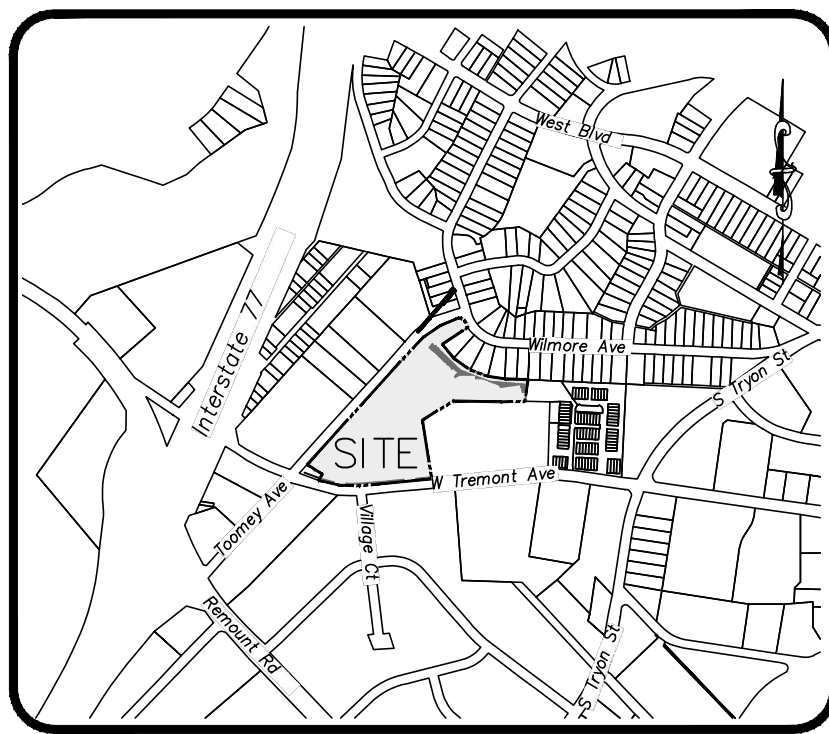 West Blvd
Interstate 77
Wilmore Ave
S Tryon St
SITE
W Tremont Ave
Toomey Ave
Village Ct
Remount Rd
S Tryon St